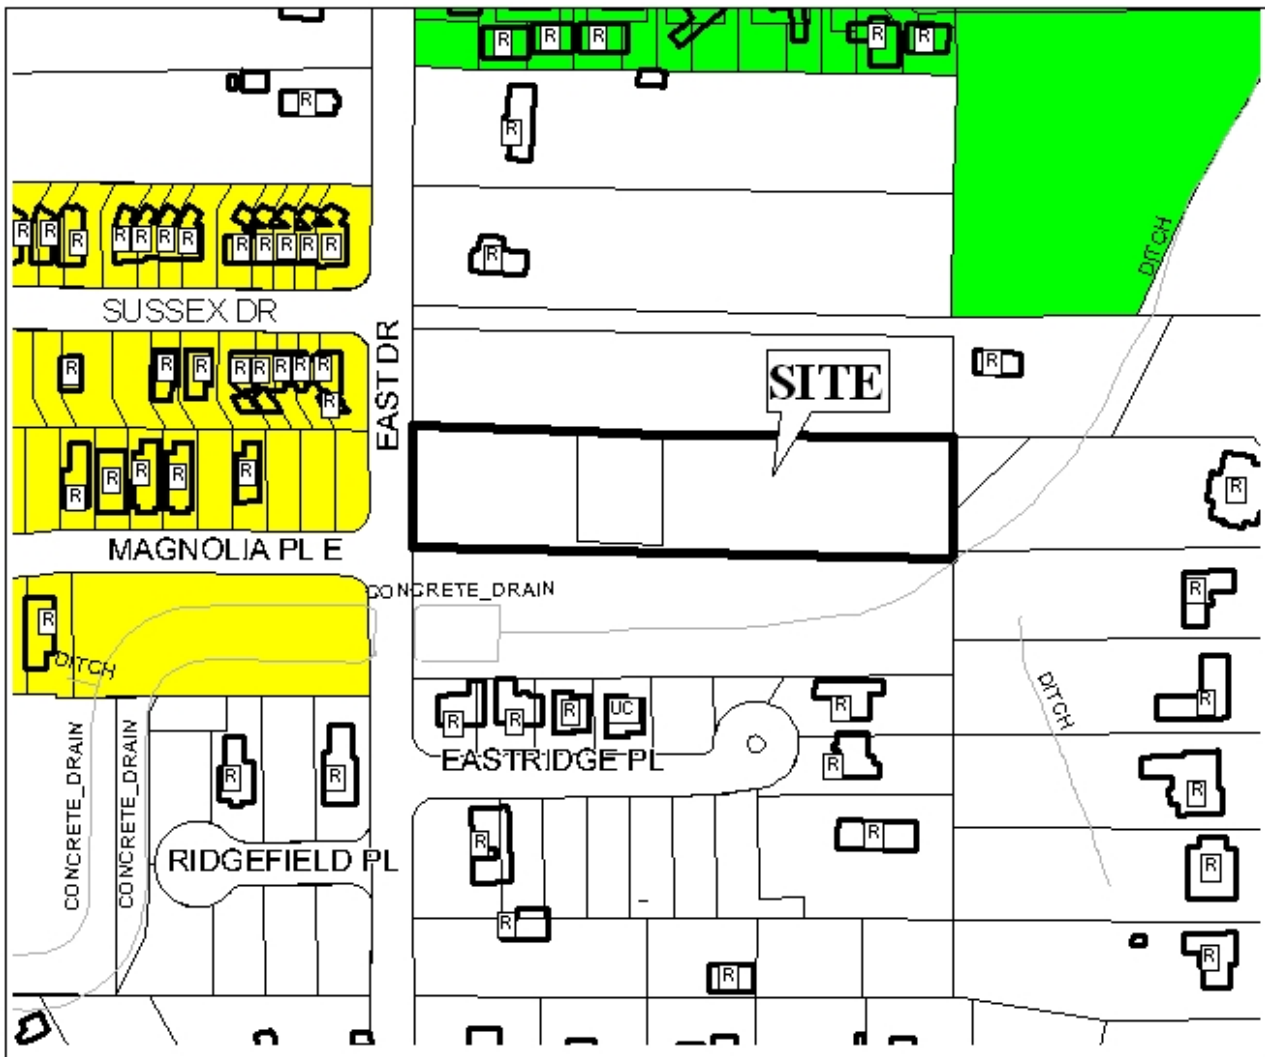 R R R R R
R
R
DITCH
R R R R R R R R R R R R
R
SUSSEX DR
EAST DR
R R R R R R R R R
R
SITE
R R R R R
R
MAGNOLIA PL E
CONCRETE_DRAIN
R
R
DITCH
DITCH
R
R R R UC
R
EASTRIDGE PL
CONCRETE_DRAIN
CONCRETE_DRAIN
R R
R
R
R
R
RIDGEFIELD PL
R
R
R
R